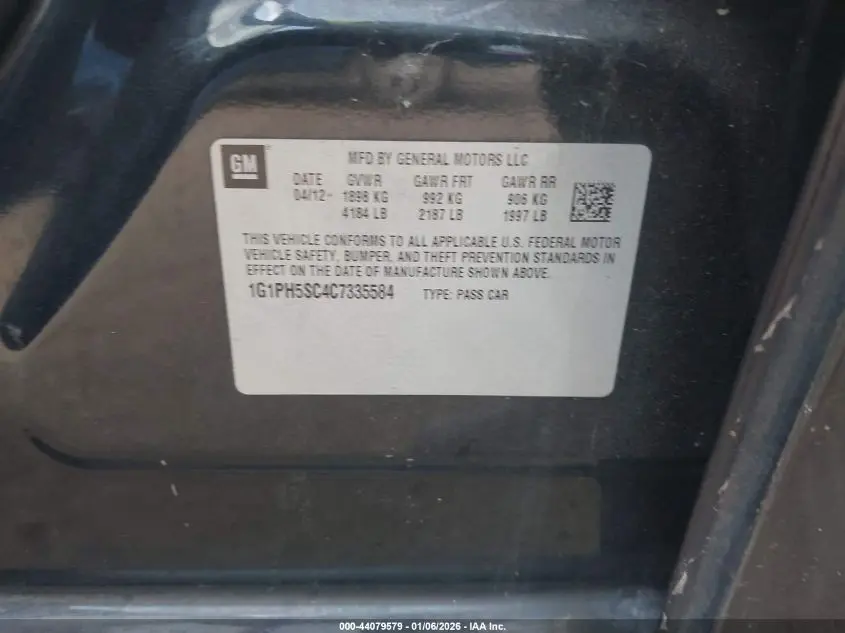 GM
MFD BY GENERAL MOTORS LLC
DATE GVWR GAWR FRT GAWR RR
04/12 1898 KG 992 KG 906 KG
4184 LB 2187 LB 1997 LB
THIS VEHICLE CONFORMS TO ALL APPLICABLE U.S. FEDERAL MOTOR
VEHICLE SAFETY, BUMPER, AND THEFT PREVENTION STANDARDS IN
EFFECT ON THE DATE OF MANUFACTURE SHOWN ABOVE.
1G1PH5SC4C7335584 TYPE: PASS CAR
000-44079579 - 01/06/2026 - IAA Inc.